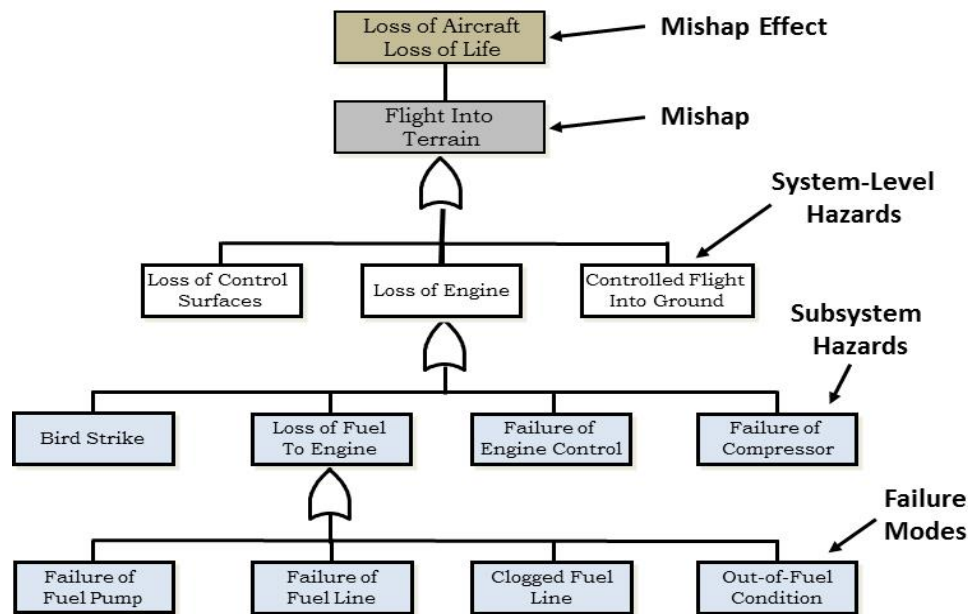 Loss of Aircraft
Loss of Life
Mishap Effect
Flight Into
Terrain
Mishap
System-Level
Hazards
Loss of Control
Surfaces
Loss of Engine
Controlled Flight
Into Ground
Subsystem
Hazards
Bird Strike
Loss of Fuel
To Engine
Failure of
Engine Control
Failure of
Compressor
Failure
Modes
Failure of
Fuel Pump
Failure of
Fuel Line
Clogged Fuel
Line
Out-of-Fuel
Condition